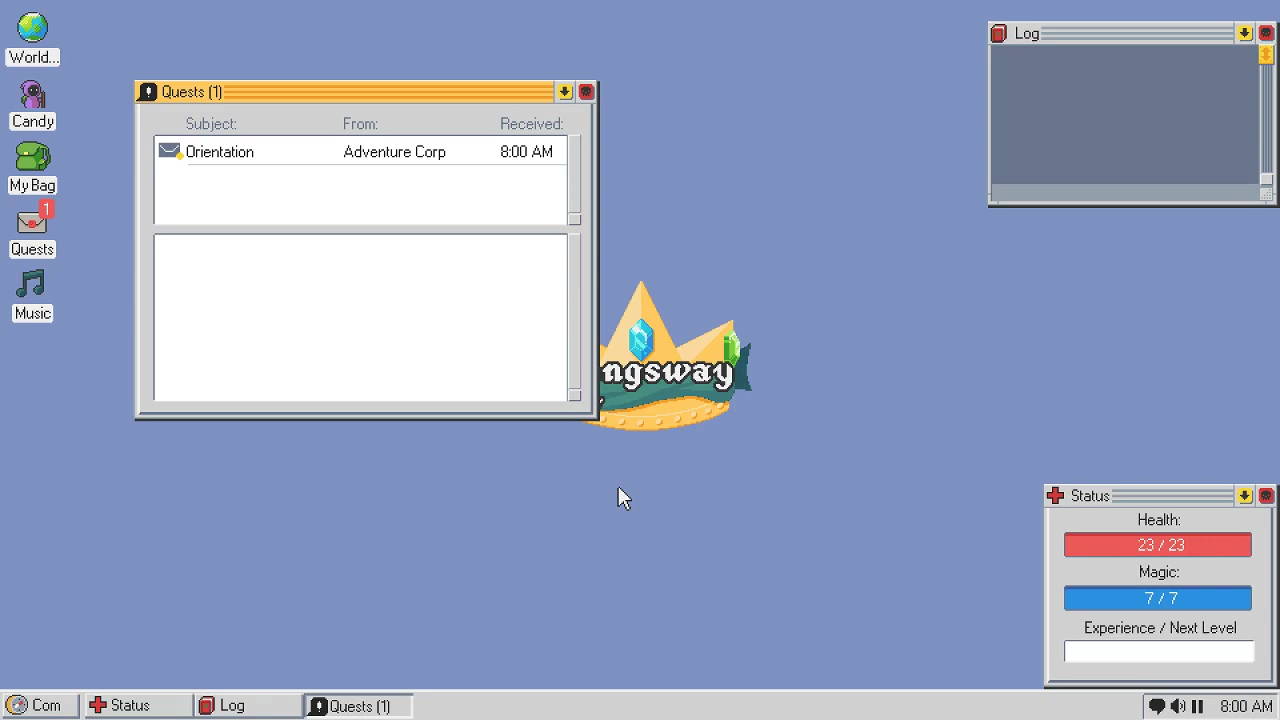 World...
Candy
My Bag
1
Quests
Music
Quests (1)
Subject: From: Received:
Orientation Adventure Corp 8:00 AM
ngsway
Log
Status
Health:
23 / 23
Magic:
7 / 7
Experience / Next Level
Com Status Log Quests (1) 8:00 AM